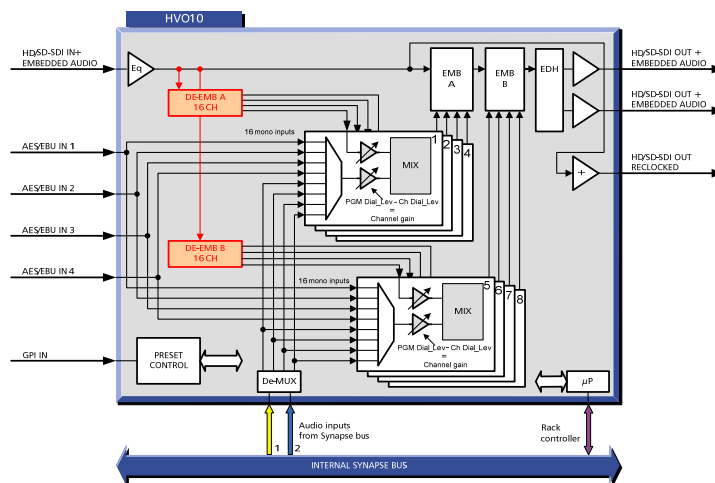 HVO10
HD/SD-SDI IN+
EMBEDDED AUDIO
Eq
DE-EMB A
16 CH
EMB
A
EMB
B
EDH
HD/SD-SDI OUT +
EMBEDDED AUDIO
HD/SD-SDI OUT +
EMBEDDED AUDIO
HD/SD-SDI OUT
RECLOCKED
+
16 mono inputs
AES/EBU IN 1
AES/EBU IN 2
AES/EBU IN 3
AES/EBU IN 4
MIX
1
2
3
4
PGM Dial_Lev - Ch Dial_Lev
=
Channel gain
DE-EMB B
16 CH
16 mono inputs
MIX
5
6
7
8
PGM Dial_Lev - Ch Dial_Lev
=
Channel gain
GPI IN
PRESET
CONTROL
De-MUX
µP
1
2
Audio inputs
from Synapse bus
Rack
controller
INTERNAL SYNAPSE BUS